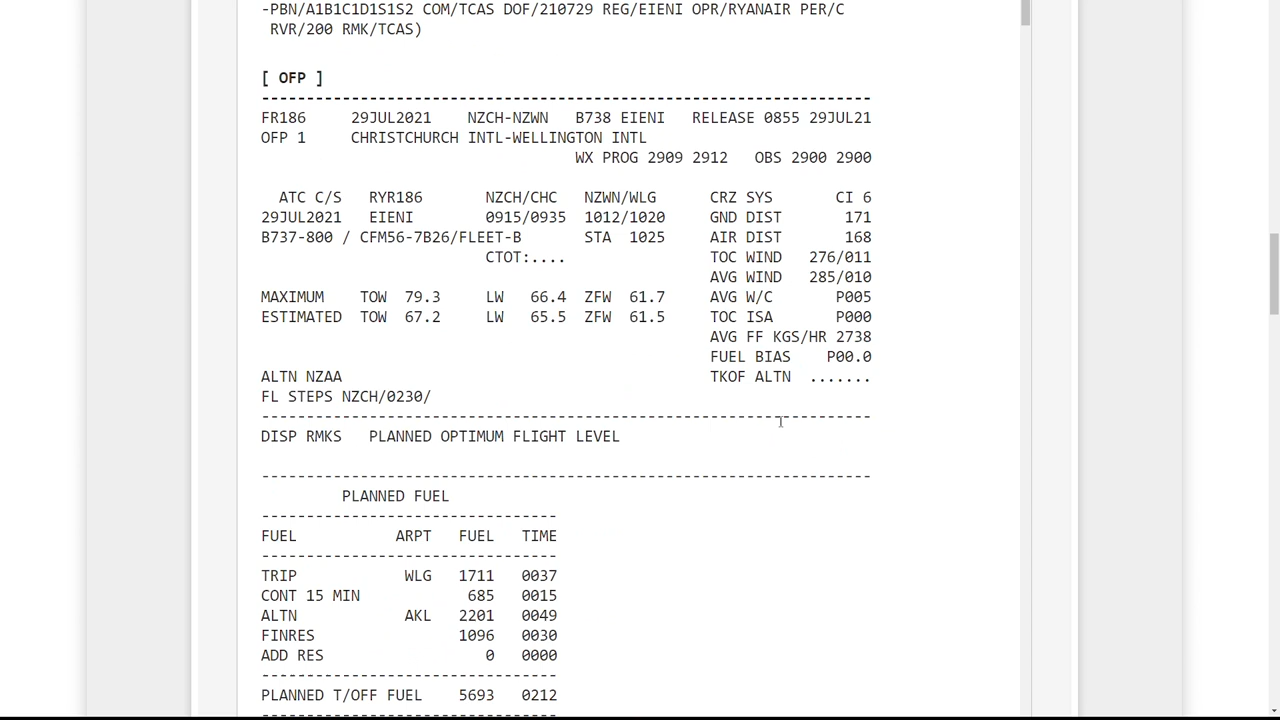 -PBN/A1B1C1D1S1S2 COM/TCAS DOF/210729 REG/EIENI OPR/RYANAIR PER/C
RVR/200 RMK/TCAS)
[ OFP ]
--------------------------------------------------------------------
FR186     29JUL2021    NZCH-NZWN   B738 EIENI   RELEASE 0855 29JUL21
OFP 1     CHRISTCHURCH INTL-WELLINGTON INTL
WX PROG 2909 2912   OBS 2900 2900
ATC C/S   RYR186       NZCH/CHC   NZWN/WLG      CRZ SYS       CI 6
29JUL2021   EIENI        0915/0935  1012/1020     GND DIST       171
B737-800 / CFM56-7B26/FLEET-B       STA  1025     AIR DIST       168
CTOT:....                TOC WIND   276/011
AVG WIND   285/010
MAXIMUM    TOW  79.3     LW   66.4  ZFW  61.7     AVG W/C       P005
ESTIMATED  TOW  67.2     LW   65.5  ZFW  61.5     TOC ISA       P000
AVG FF KGS/HR 2738
FUEL BIAS    P00.0
ALTN NZAA                                         TKOF ALTN  .......
FL STEPS NZCH/0230/
--------------------------------------------------------------------
DISP RMKS   PLANNED OPTIMUM FLIGHT LEVEL
--------------------------------------------------------------------
PLANNED FUEL
---------------------------------
FUEL           ARPT   FUEL   TIME
---------------------------------
TRIP            WLG   1711   0037
CONT 15 MIN            685   0015
ALTN            AKL   2201   0049
FINRES                1096   0030
ADD RES                  0   0000
---------------------------------
PLANNED T/OFF FUEL    5693   0212
---------------------------------